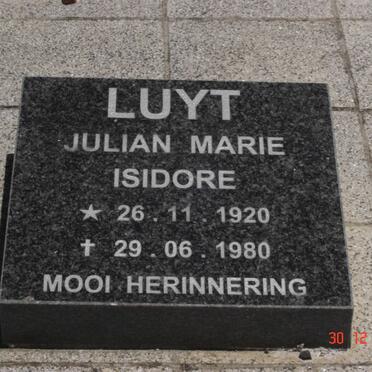 LUYT
JULIAN MARIE
ISIDORE
★ 26 . 11 . 1920
✝ 29 . 06 . 1980
MOOI HERINNERING
30 12